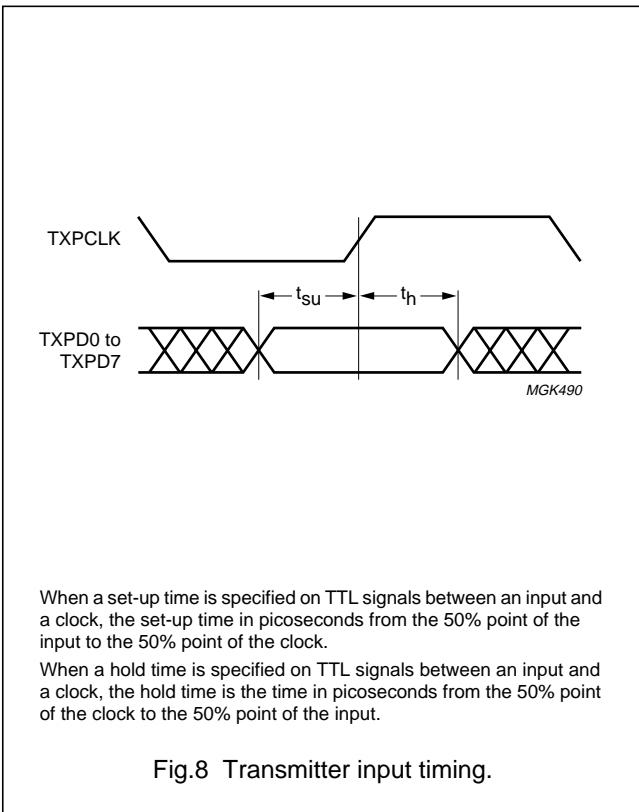 TXPCLK
tsu
th
TXPD0 to
TXPD7
MGK490
When a set-up time is specified on TTL signals between an input and
a clock, the set-up time in picoseconds from the 50% point of the
input to the 50% point of the clock.
When a hold time is specified on TTL signals between an input and
a clock, the hold time is the time in picoseconds from the 50% point
of the clock to the 50% point of the input.
Fig.8 Transmitter input timing.